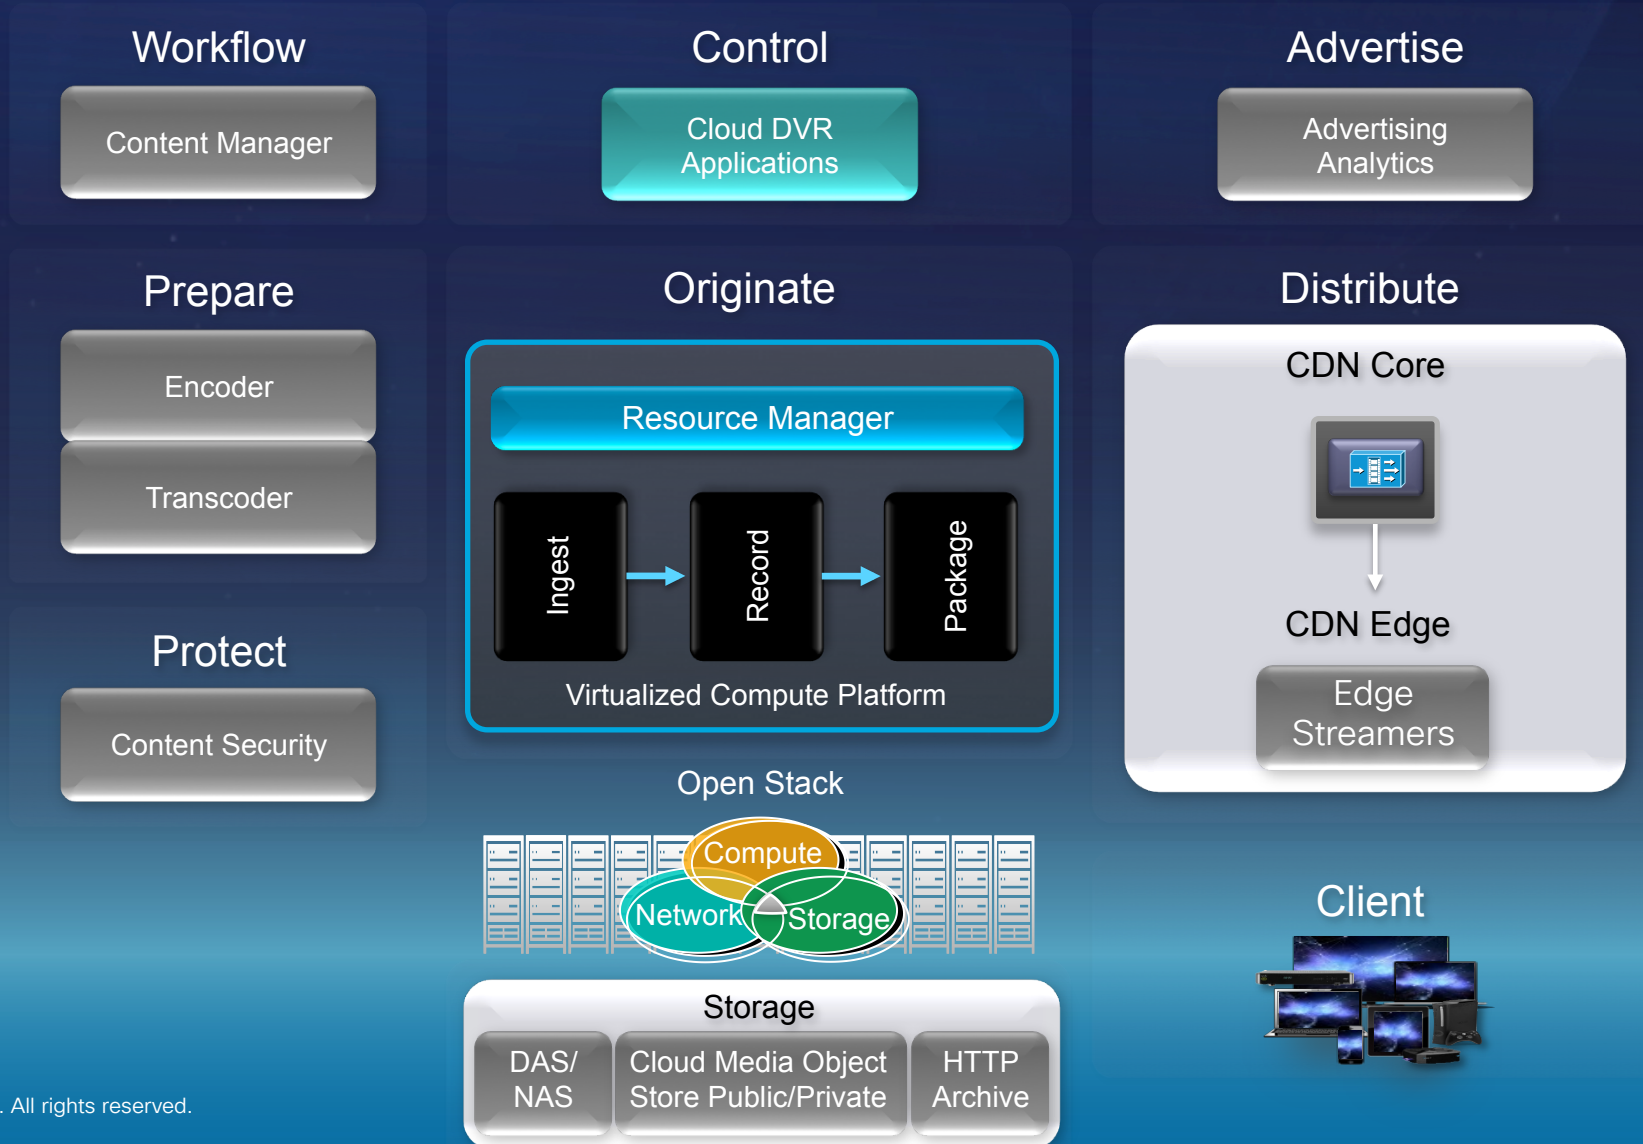 Workflow
Content Manager
Control
Cloud DVR
Applications
Advertise
Advertising
Analytics
Prepare
Encoder
Transcoder
Protect
Content Security
Originate
Resource Manager
Ingest
Record
Package
Virtualized Compute Platform
Open Stack
Compute
Network
Storage
Storage
DAS/
NAS
Cloud Media Object
Store Public/Private
HTTP
Archive
Distribute
CDN Core
CDN Edge
Edge
Streamers
Client
. All rights reserved.